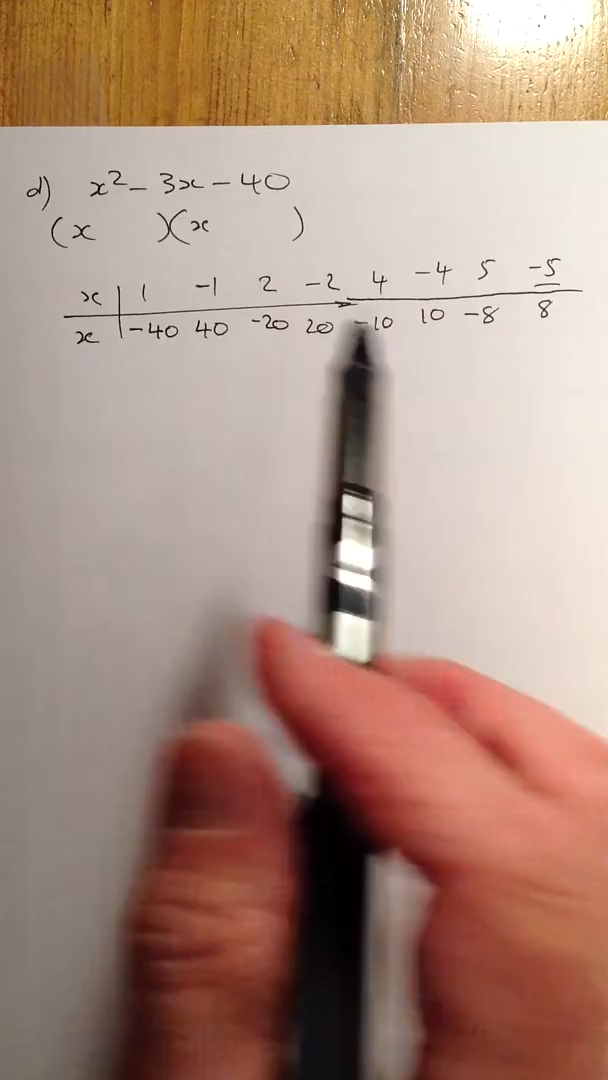 d) x² - 3x - 40
(x )(x )
x | 1 -1 2 -2 4 -4 5 -5
x | -40 40 -20 20 -10 10 -8 8